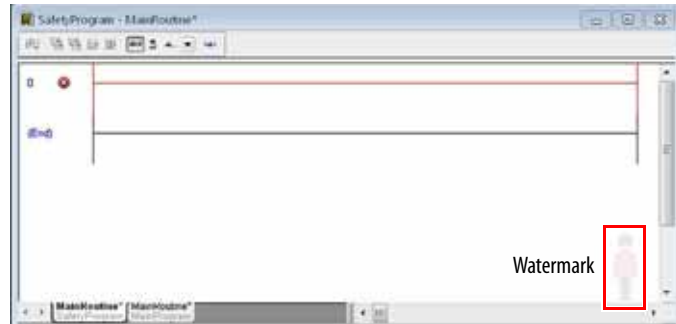 SafetyProgram - MainRoutine*
0
(End)
Watermark
MainRoutine* MainRoutine*
SafetyProgram MainProgram